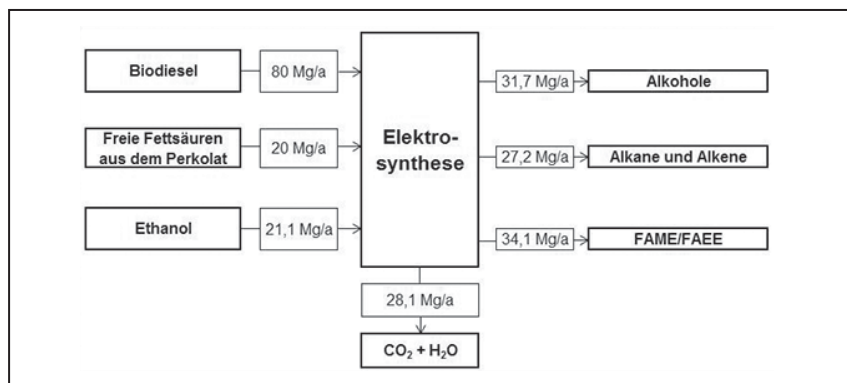 Biodiesel
80 Mg/a
Freie Fettsäuren
aus dem Perkolat
20 Mg/a
Ethanol
21,1 Mg/a
Elektro-
synthese
31,7 Mg/a
Alkohole
27,2 Mg/a
Alkane und Alkene
34,1 Mg/a
FAME/FAEE
28,1 Mg/a
CO₂ + H₂O